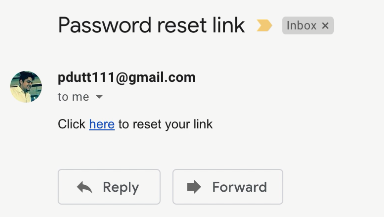 Password reset link Inbox ×
pdutt111@gmail.com
to me
Click here to reset your link
Reply Forward